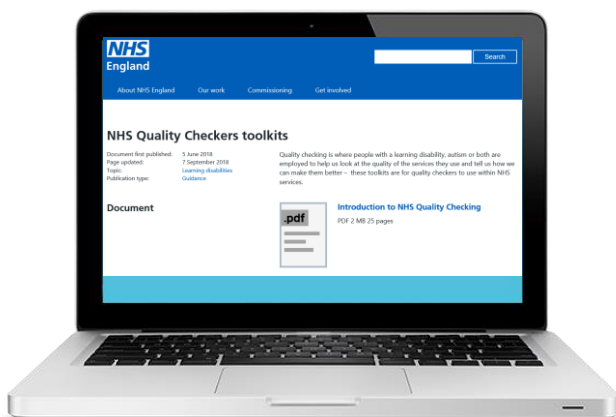 NHS
England
Search
About NHS England Our work Commissioning Get involved
NHS Quality Checkers toolkits
Document first published: 5 June 2018
Page updated: 7 September 2018
Topic: Learning disabilities
Publication type: Guidance
Quality checking is where people with a learning disability, autism or both are
employed to help us look at the quality of the services they use and tell us how we
can make them better – these toolkits are for quality checkers to use within NHS
services.
Document
.pdf
Introduction to NHS Quality Checking
PDF 2 MB 25 pages